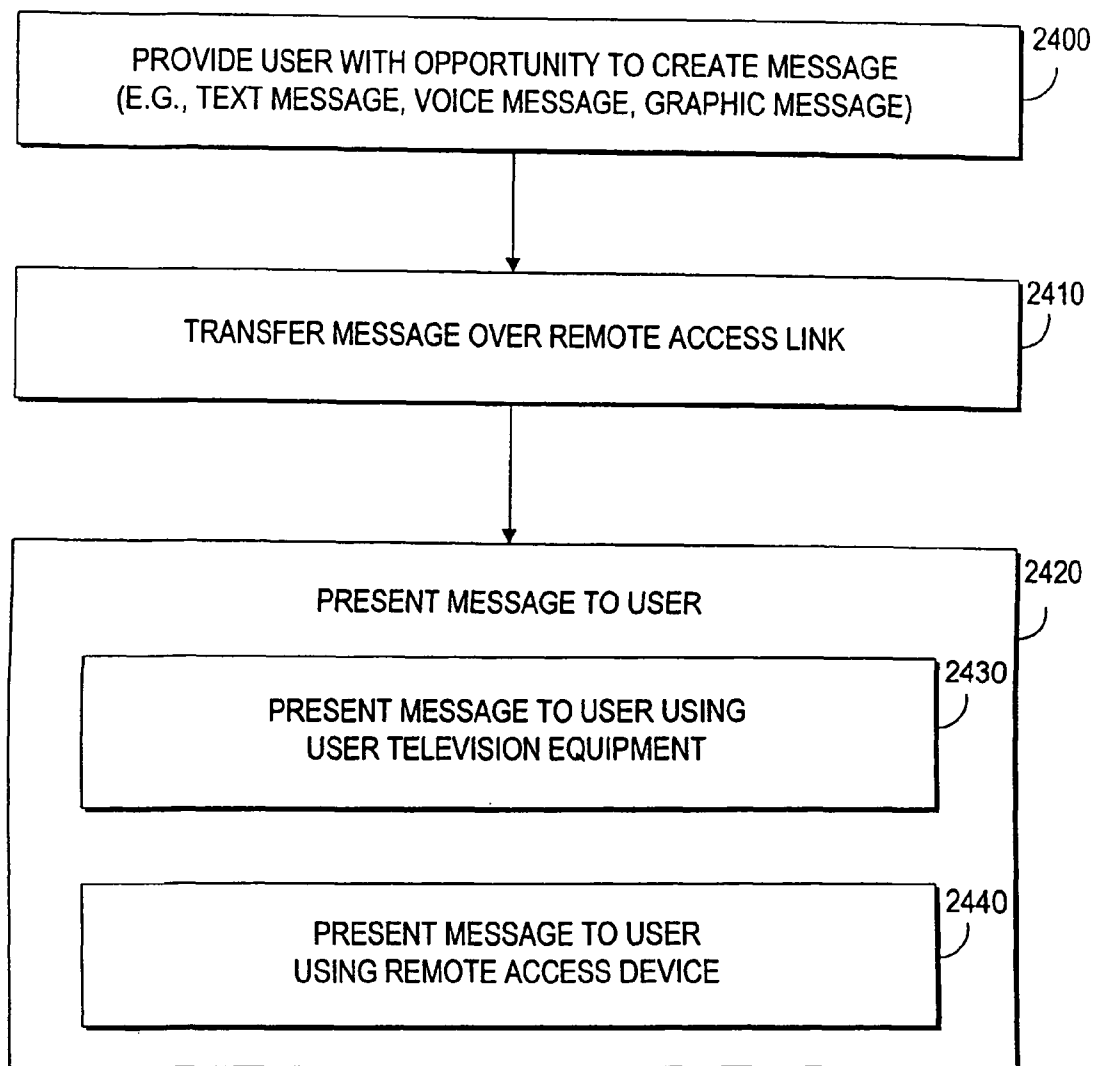 PROVIDE USER WITH OPPORTUNITY TO CREATE MESSAGE
(E.G., TEXT MESSAGE, VOICE MESSAGE, GRAPHIC MESSAGE)
2400
TRANSFER MESSAGE OVER REMOTE ACCESS LINK
2410
PRESENT MESSAGE TO USER
2420
PRESENT MESSAGE TO USER USING
USER TELEVISION EQUIPMENT
2430
PRESENT MESSAGE TO USER
USING REMOTE ACCESS DEVICE
2440